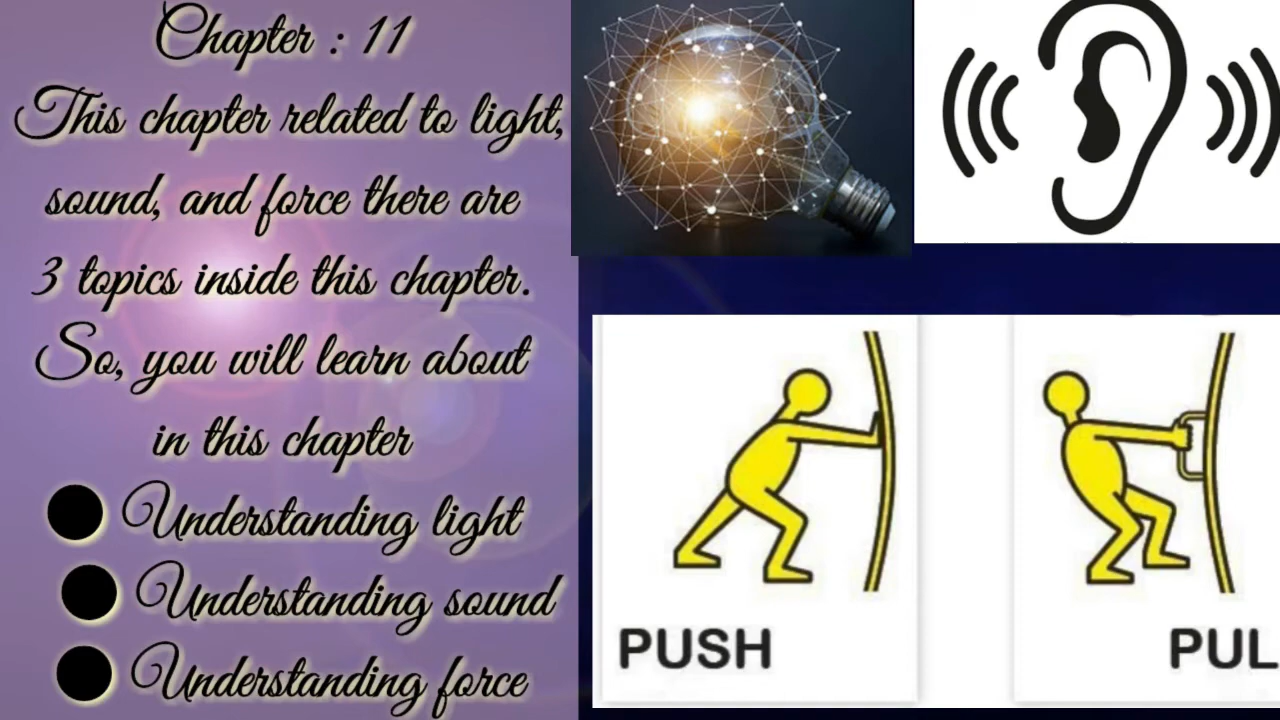 Chapter : 11
This chapter related to light,
sound, and force there are
3 topics inside this chapter.
So, you will learn about
in this chapter
● Understanding light
● Understanding sound
● Understanding force
PUSH
PUL